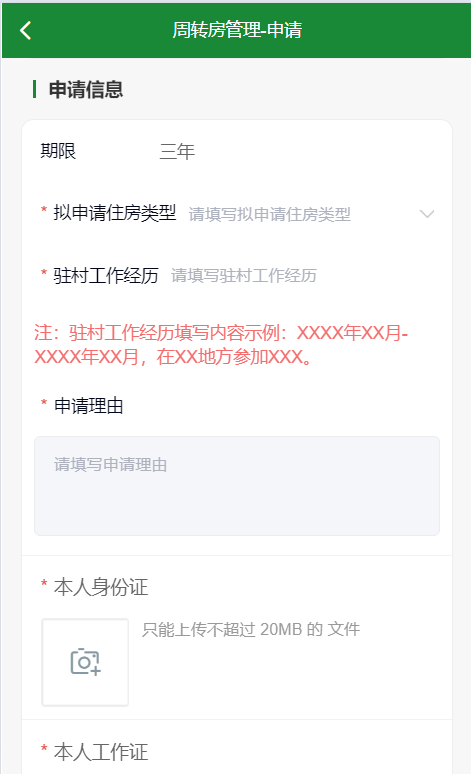 周转房管理-申请
申请信息
期限 三年
* 拟申请住房类型 请填写拟申请住房类型
* 驻村工作经历 请填写驻村工作经历
注：驻村工作经历填写内容示例：XXXX年XX月-
XXXX年XX月，在XX地方参加XXX。
* 申请理由
请填写申请理由
* 本人身份证
只能上传不超过 20MB 的 文件
* 本人工作证